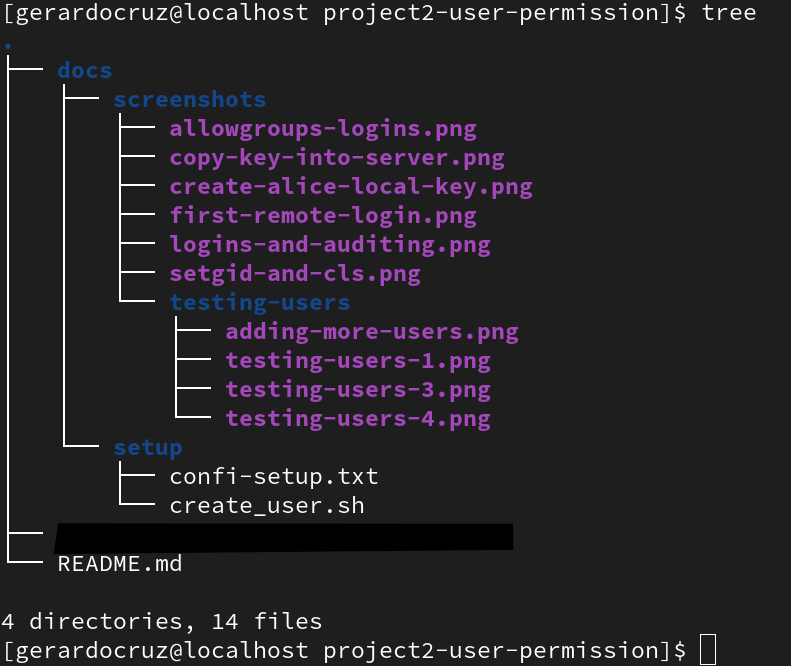 [gerardocruz@localhost project2-user-permission]$ tree
.
├── docs
│   ├── screenshots
│   │   ├── allowgroups-logins.png
│   │   ├── copy-key-into-server.png
│   │   ├── create-alice-local-key.png
│   │   ├── first-remote-login.png
│   │   ├── logins-and-auditing.png
│   │   ├── setgid-and-cls.png
│   │   └── testing-users
│   │       ├── adding-more-users.png
│   │       ├── testing-users-1.png
│   │       ├── testing-users-3.png
│   │       └── testing-users-4.png
│   └── setup
│       ├── confi-setup.txt
│       └── create_user.sh
├──
└── README.md
4 directories, 14 files
[gerardocruz@localhost project2-user-permission]$